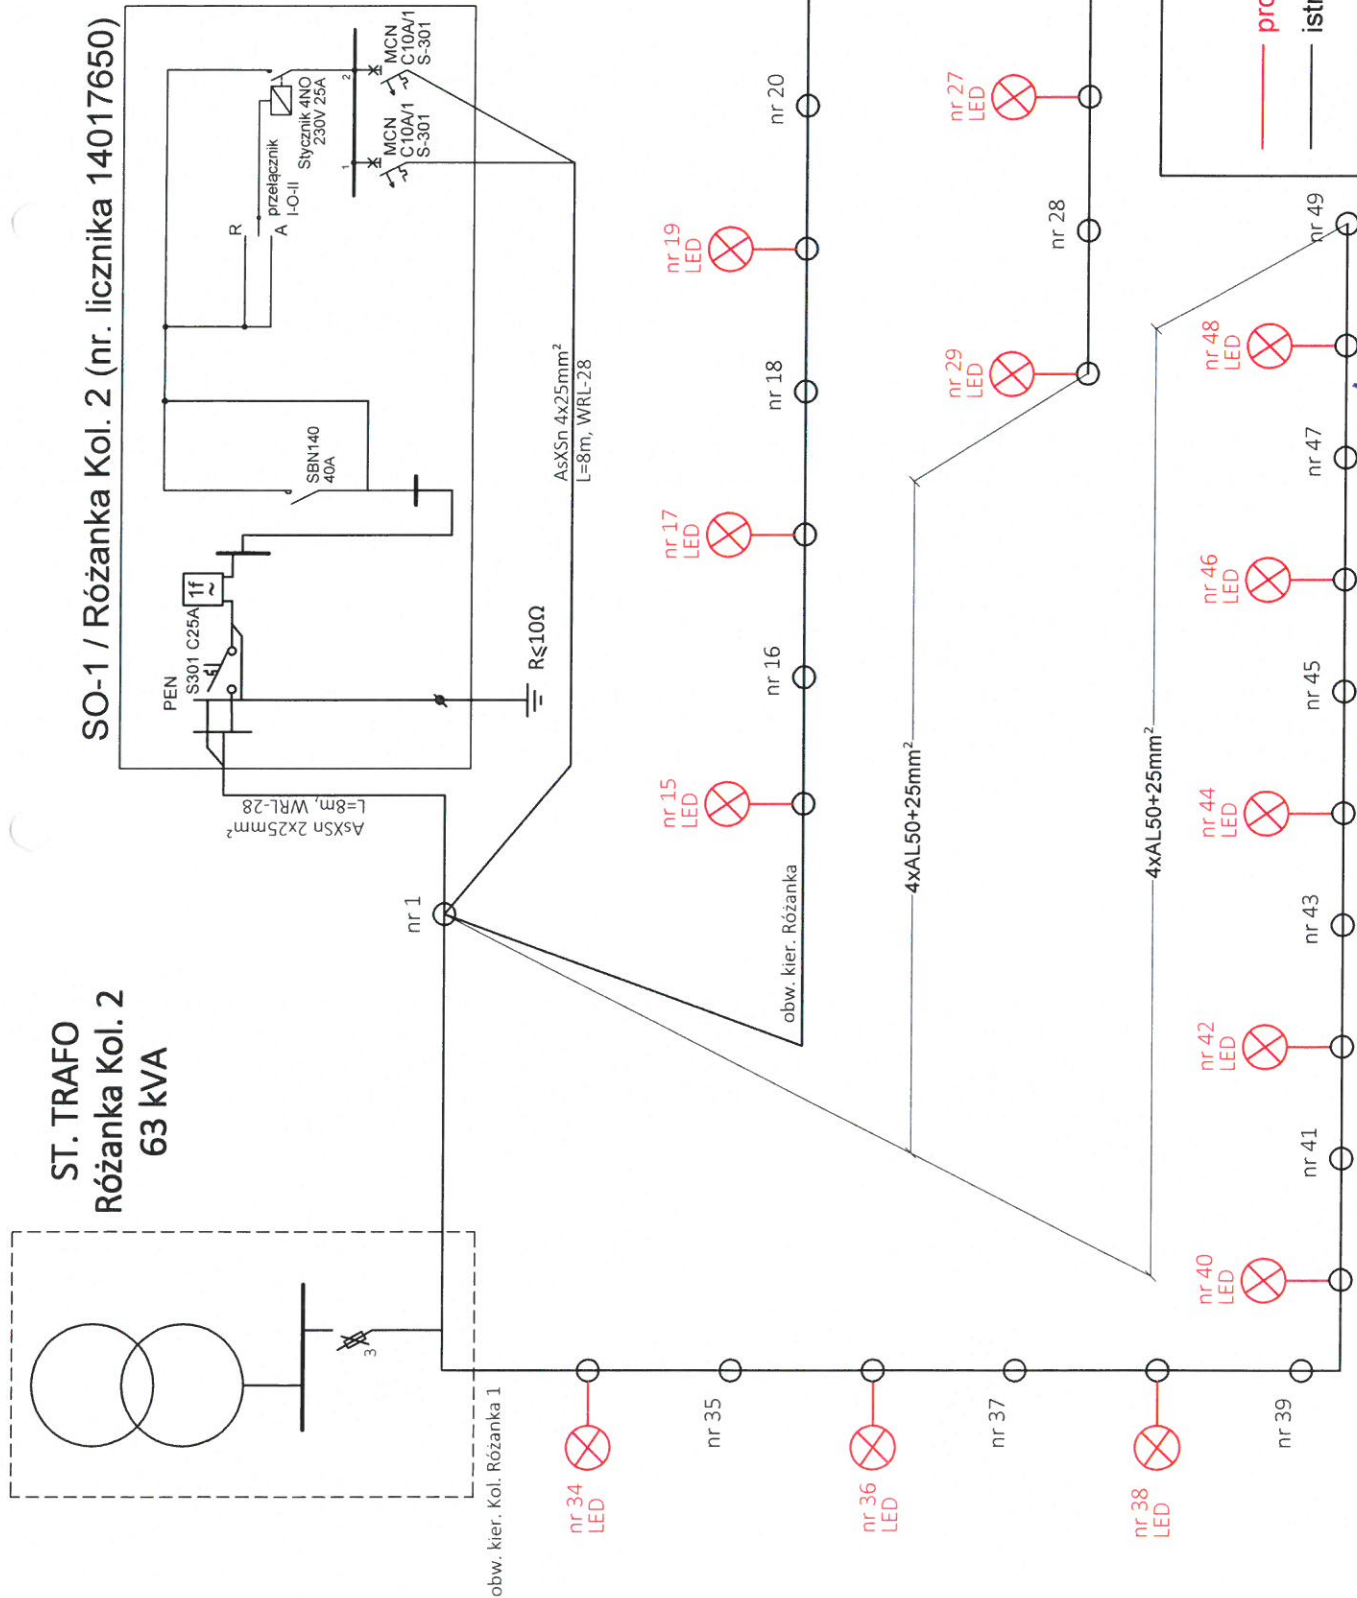 SO-1 / Różanka Kol. 2 (nr. licznika 14017650)
ST. TRAFO
Różanka Kol. 2
63 kVA
3
obw. kier. Kol. Różanka 1
nr 1
AsXSn 2x25mm²
L=8m, WRL-28
PEN
S301 C25A
1f
~
R≤10Ω
SBN140
40A
R
A
przełącznik
I-O-II
Stycznik 4NO
230V 25A
1
2
MCN
C10A/1
S-301
MCN
C10A/1
S-301
AsXSn 4x25mm²
L=8m, WRL-28
obw. kier. Różanka
nr 15
LED
nr 16
nr 17
LED
nr 18
nr 19
LED
nr 20
4xAL50+25mm²
nr 29
LED
nr 28
nr 27
LED
4xAL50+25mm²
nr 34
LED
nr 35
nr 36
LED
nr 37
nr 38
LED
nr 39
nr 40
LED
nr 41
nr 42
LED
nr 43
nr 44
LED
nr 45
nr 46
LED
nr 47
nr 48
LED
nr 49
pro
istr